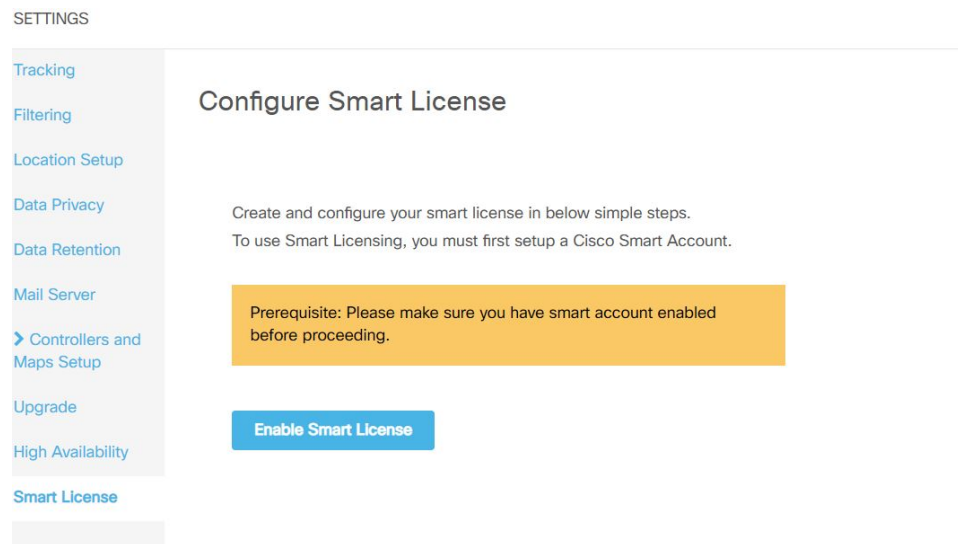 SETTINGS
Tracking
Filtering
Location Setup
Data Privacy
Data Retention
Mail Server
Controllers and
Maps Setup
Upgrade
High Availability
Smart License
Configure Smart License
Create and configure your smart license in below simple steps.
To use Smart Licensing, you must first setup a Cisco Smart Account.
Prerequisite: Please make sure you have smart account enabled
before proceeding.
Enable Smart License